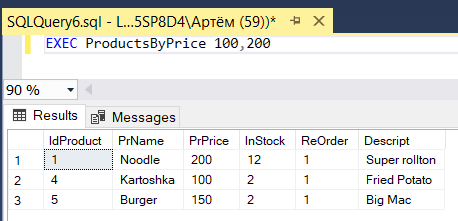 SQLQuery6.sql - L...5SP8D4\Артём (59))*
EXEC ProductsByPrice 100,200
90 %
Results Messages
IdProduct PrName PrPrice InStock ReOrder Descript
1 1 Noodle 200 12 1 Super rollton
2 4 Kartoshka 100 2 1 Fried Potato
3 5 Burger 150 2 1 Big Mac